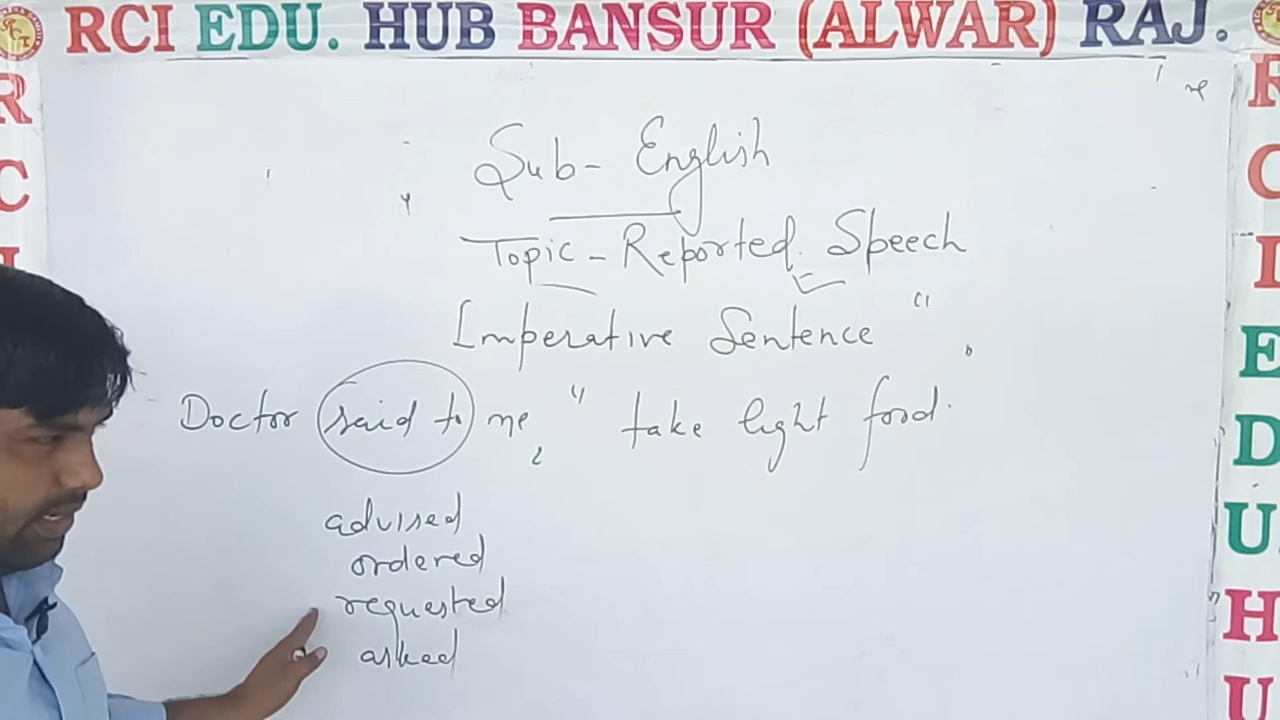 RCI EDU. HUB BANSUR (ALWAR) RAJ.
Sub- English
Topic - Reported Speech
Imperative Sentence "
Doctor said to me, " take light food.
advised
ordered
requested
asked
R
C
I
R
C
I
E
D
U.
H
U